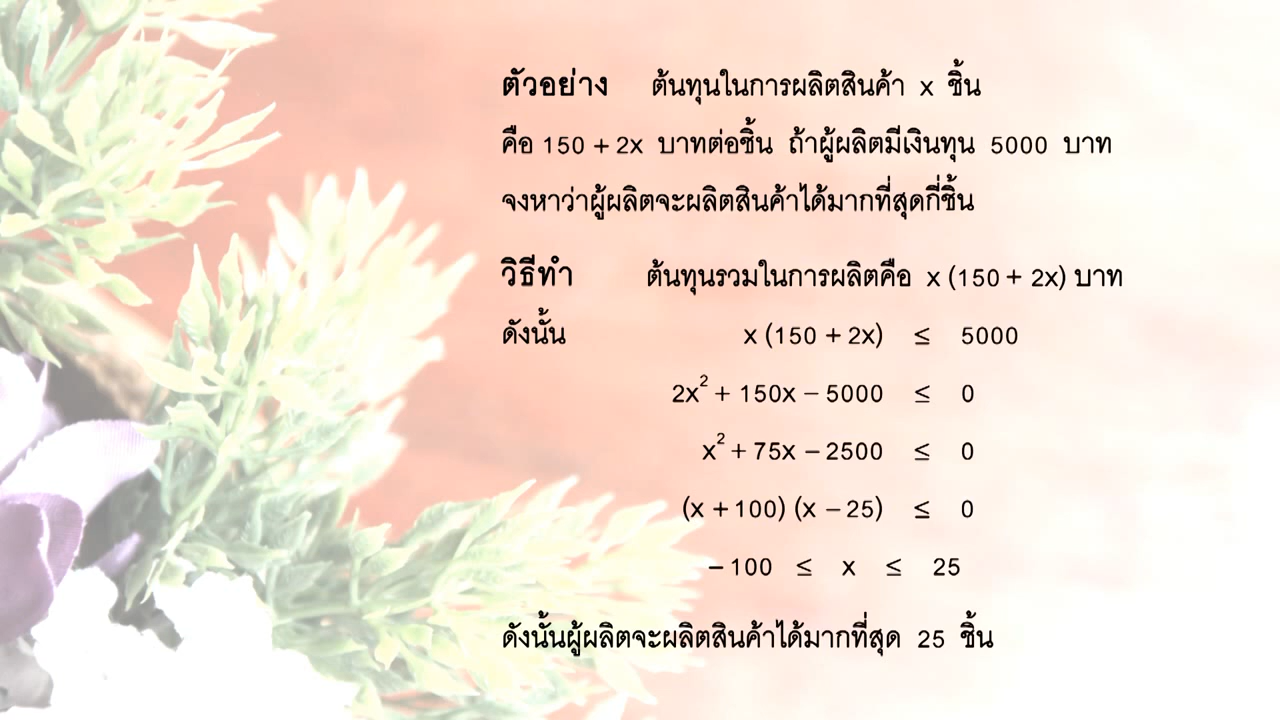 ตัวอย่าง ต้นทุนในการผลิตสินค้า x ชิ้น
คือ 150 + 2x บาทต่อชิ้น ถ้าผู้ผลิตมีเงินทุน 5000 บาท
จงหาว่าผู้ผลิตจะผลิตสินค้าได้มากที่สุดกี่ชิ้น
วิธีทำ ต้นทุนรวมในการผลิตคือ x (150 + 2x) บาท
ดังนั้น x (150 + 2x) ≤ 5000
2x² + 150x – 5000 ≤ 0
x² + 75x – 2500 ≤ 0
(x + 100) (x – 25) ≤ 0
– 100 ≤ x ≤ 25
ดังนั้นผู้ผลิตจะผลิตสินค้าได้มากที่สุด 25 ชิ้น